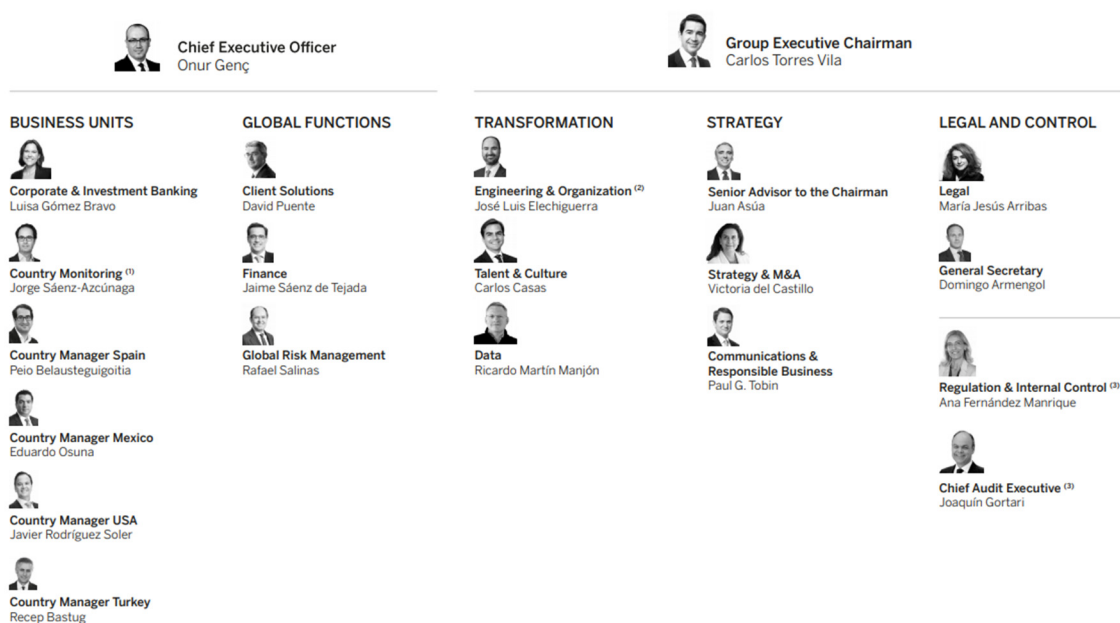 Chief Executive Officer
Onur Genç
Group Executive Chairman
Carlos Torres Vila
BUSINESS UNITS
Corporate & Investment Banking
Luisa Gómez Bravo
Country Monitoring (1)
Jorge Sáenz-Azcúnaga
Country Manager Spain
Peio Belausteguigoitia
Country Manager Mexico
Eduardo Osuna
Country Manager USA
Javier Rodríguez Soler
Country Manager Turkey
Recep Bastug
GLOBAL FUNCTIONS
Client Solutions
David Puente
Finance
Jaime Sáenz de Tejada
Global Risk Management
Rafael Salinas
TRANSFORMATION
Engineering & Organization (2)
José Luis Elechiguerra
Talent & Culture
Carlos Casas
Data
Ricardo Martín Manjón
STRATEGY
Senior Advisor to the Chairman
Juan Asúa
Strategy & M&A
Victoria del Castillo
Communications &
Responsible Business
Paul G. Tobin
LEGAL AND CONTROL
Legal
María Jesús Arribas
General Secretary
Domingo Armengol
Regulation & Internal Control (3)
Ana Fernández Manrique
Chief Audit Executive (3)
Joaquín Gortari